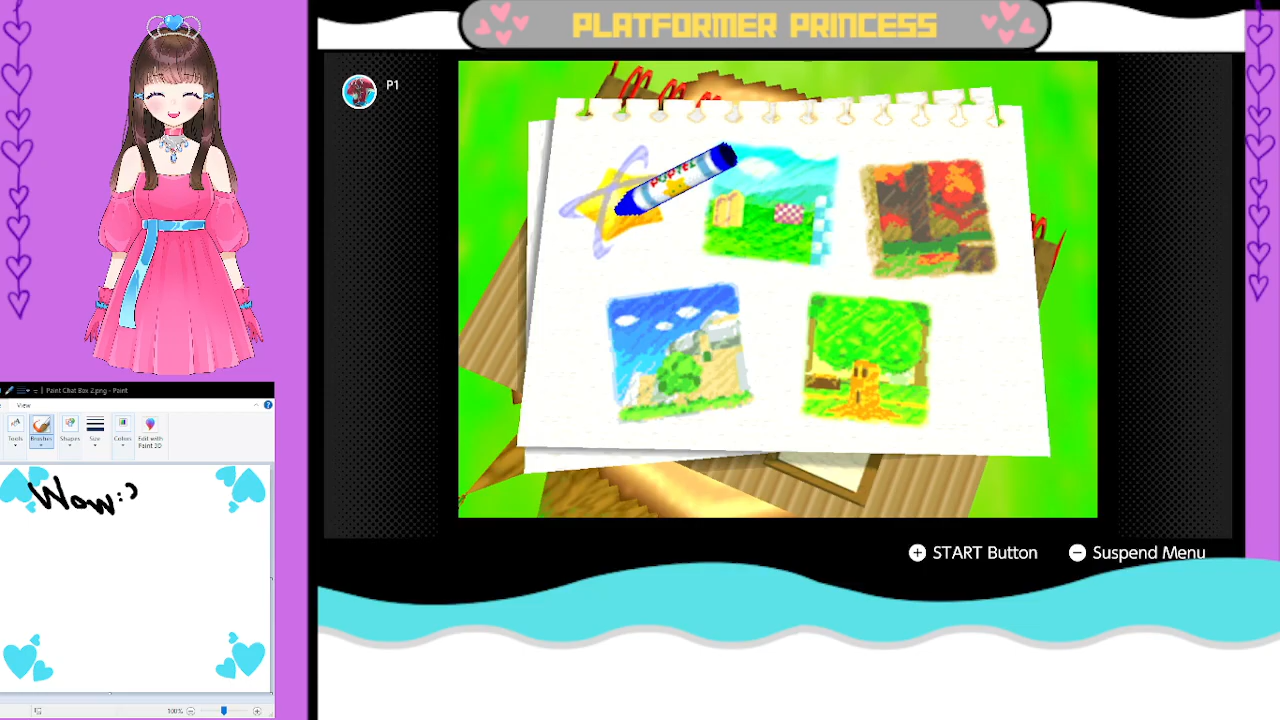 PLATFORMER PRINCESS
P1
Paint Chat Box 2.png - Paint
View
Tools
Brushes
Shapes
Size
Colors
Edit with
Paint 3D
Wow :c
100%
START Button
Suspend Menu